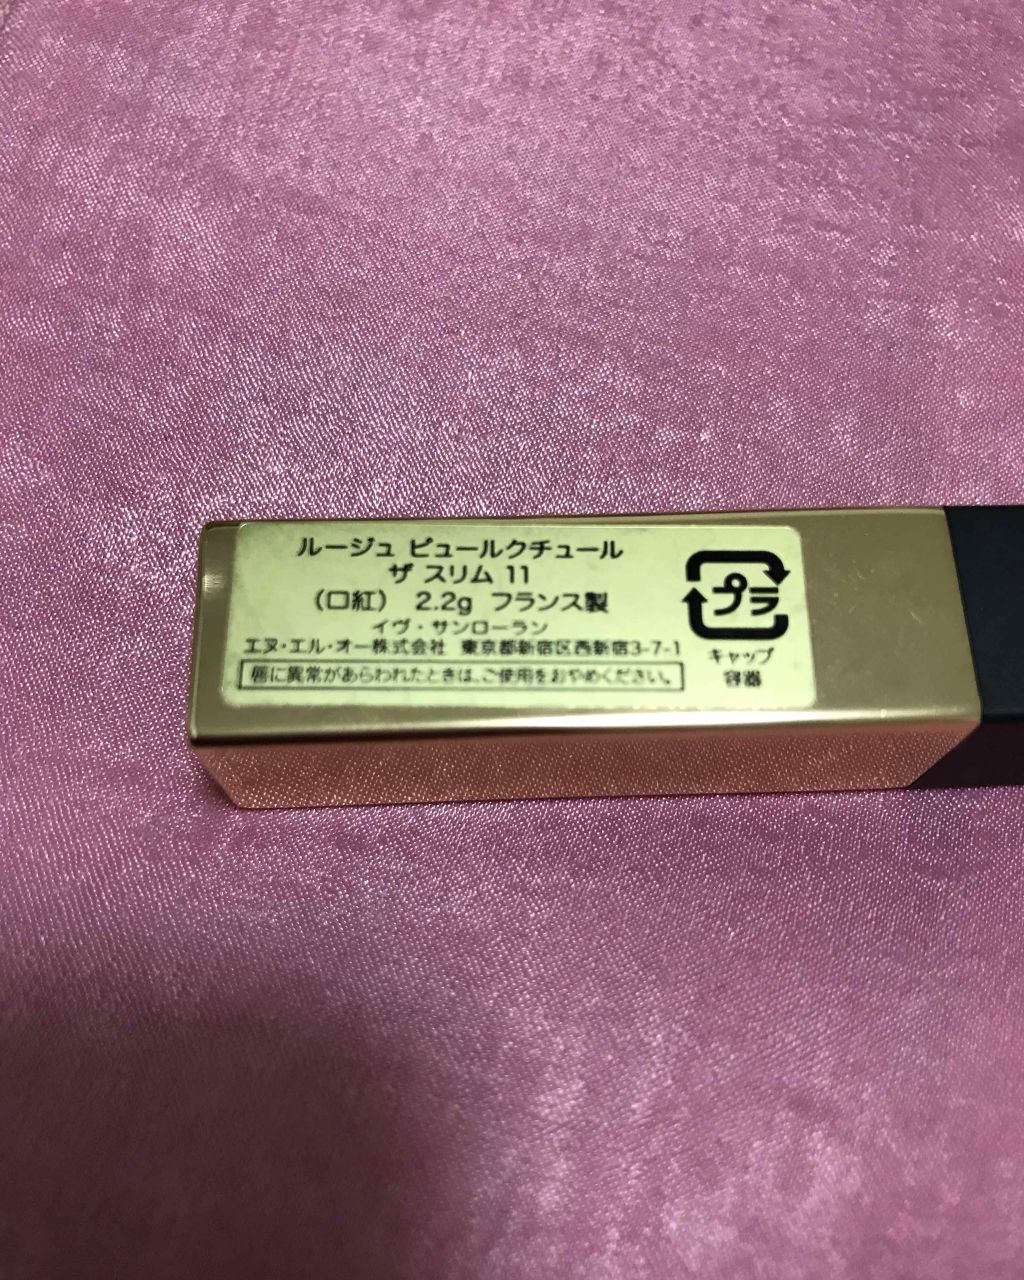 ルージュ ピュールクチュール
ザ スリム 11
（口紅） 2.2g フランス製
イヴ・サンローラン
エヌ・エル・オー株式会社 東京都新宿区西新宿3-7-1
唇に異常があらわれたときは、ご使用をおやめください。
プラ
キャップ
容器